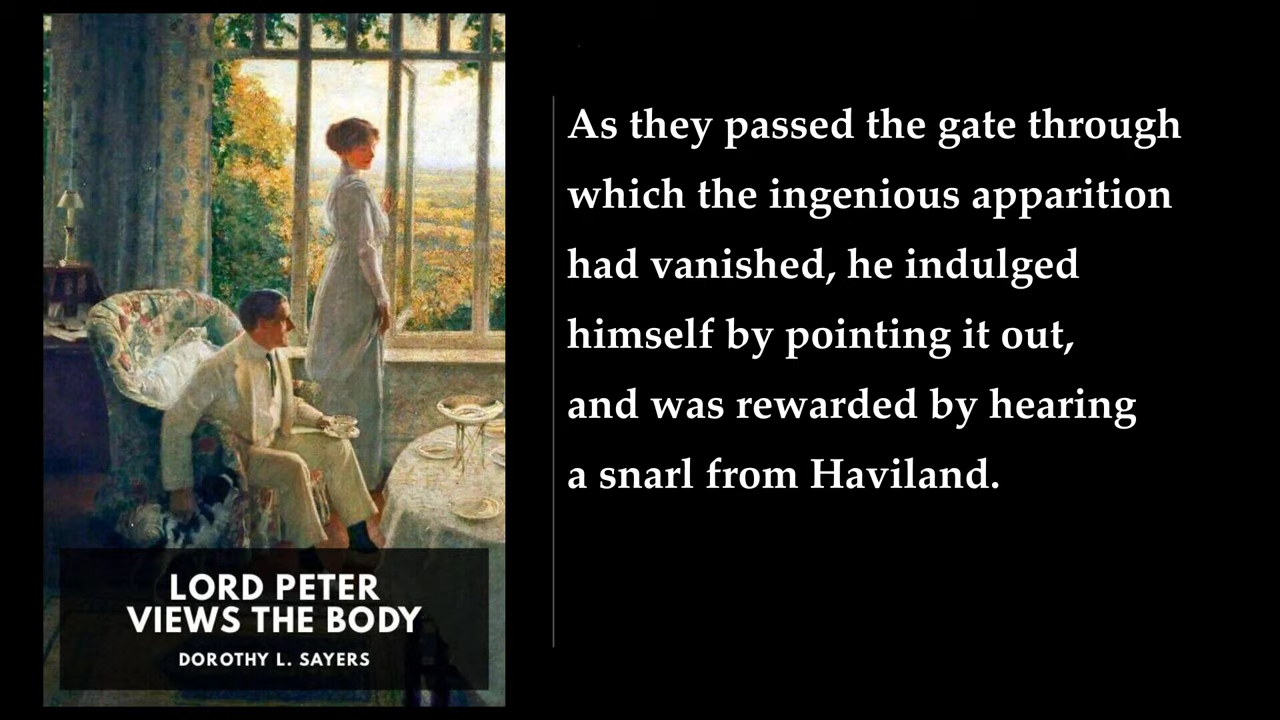 As they passed the gate through
which the ingenious apparition
had vanished, he indulged
himself by pointing it out,
and was rewarded by hearing
a snarl from Haviland.
LORD PETER
VIEWS THE BODY
DOROTHY L. SAYERS